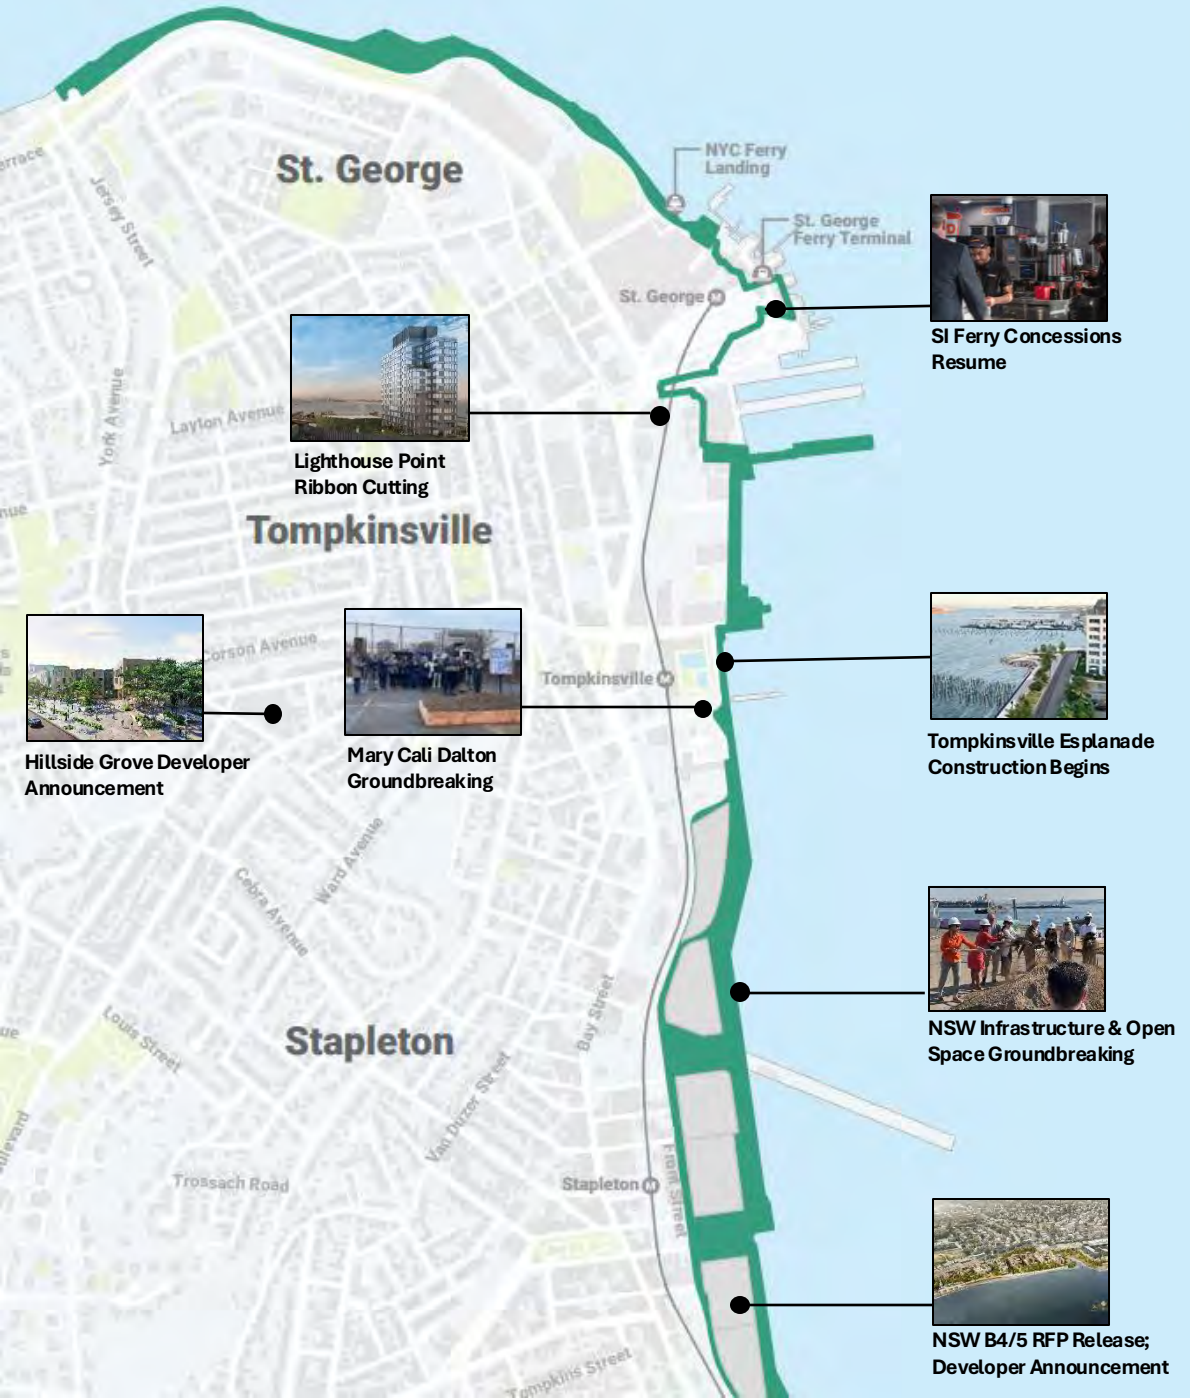 St. George
NYC Ferry
Landing
St. George
Ferry Terminal
Jersey Street
St. George
M
SI Ferry Concessions
Resume
York Avenue
Layton Avenue
Lighthouse Point
Ribbon Cutting
Tompkinsville
Corson Avenue
Tompkinsville
M
Hillside Grove Developer
Announcement
Mary Cali Dalton
Groundbreaking
Tompkinsville Esplanade
Construction Begins
Ward Avenue
Cebra Avenue
Louis Street
Stapleton
Bay Street
Van Duzer Street
NSW Infrastructure & Open
Space Groundbreaking
Trossach Road
Stapleton
M
Front Street
Tompkins Street
NSW B4/5 RFP Release;
Developer Announcement